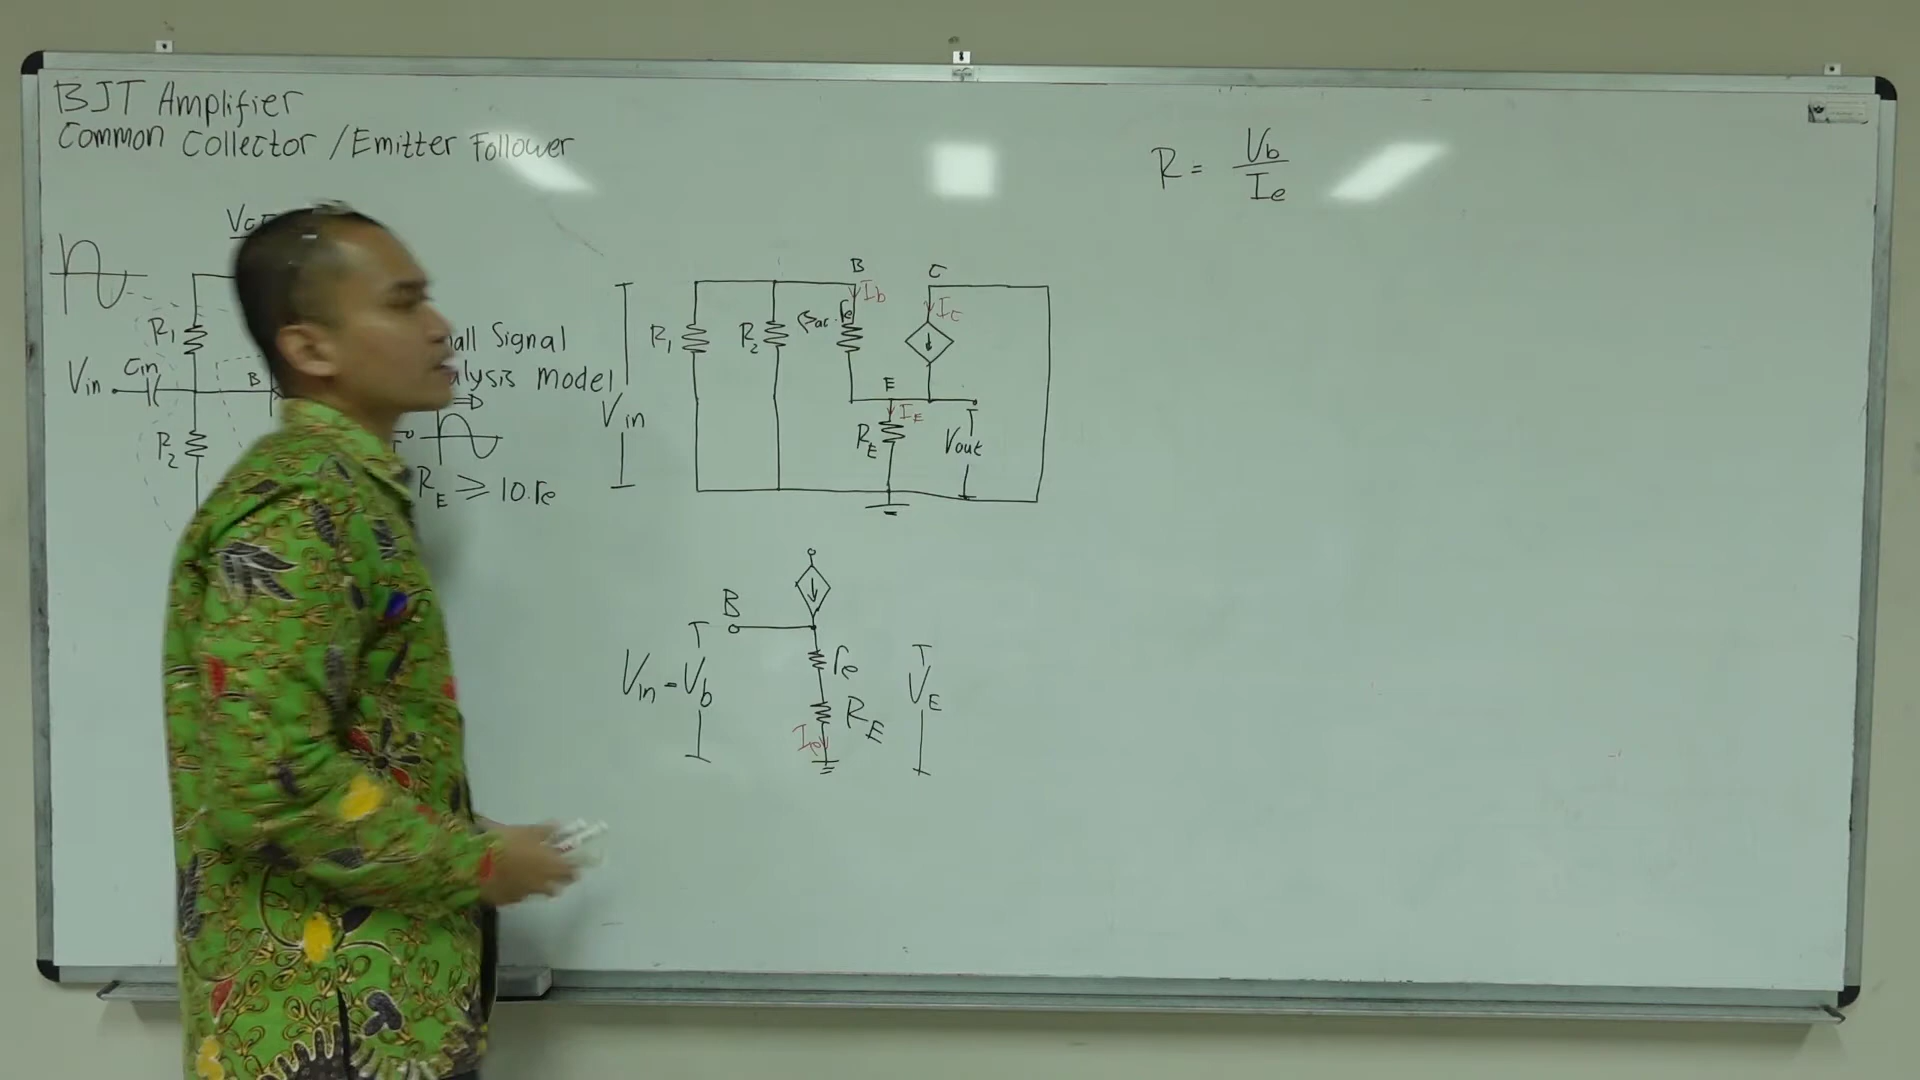 BJT Amplifier
Common Collector / Emitter Follower
R1
Vin
Cin
B
R2
all Signal
alysis model
RE ≥ 10.re
Vin
R1
R2
βac.re
B
Ib
C
IC
E
IE
RE
Vout
B
Vin = Vb
re
RE
Ie
VE
R = Vb / Ie